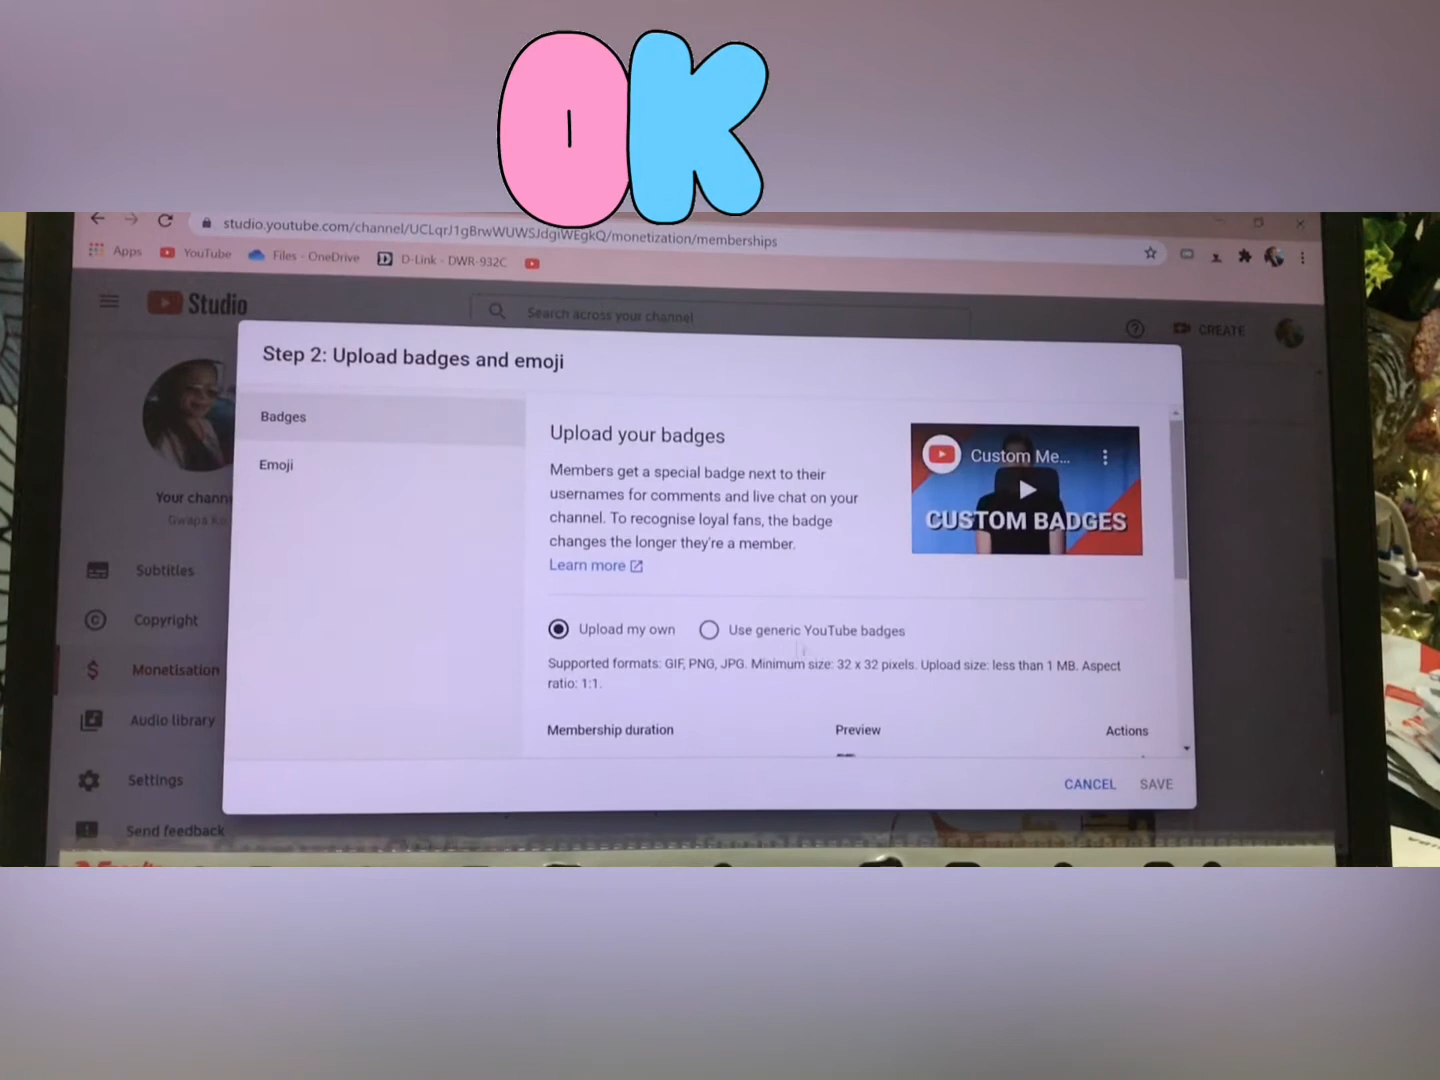 OK
studio.youtube.com/channel/UCLqrJ1gBrwWUWSJdgiWEgkQ/monetization/memberships
Apps YouTube Files - OneDrive D-Link - DWR-932C
Studio
Search across your channel
CREATE
Step 2: Upload badges and emoji
Badges
Emoji
Upload your badges
Members get a special badge next to their
usernames for comments and live chat on your
channel. To recognise loyal fans, the badge
changes the longer they're a member.
Learn more
Custom Me...
CUSTOM BADGES
Upload my own
Use generic YouTube badges
Supported formats: GIF, PNG, JPG. Minimum size: 32 x 32 pixels. Upload size: less than 1 MB. Aspect
ratio: 1:1.
Membership duration Preview Actions
CANCEL SAVE
Your chann
Gwapa Ko
Subtitles
Copyright
Monetisation
Audio library
Settings
Send feedback